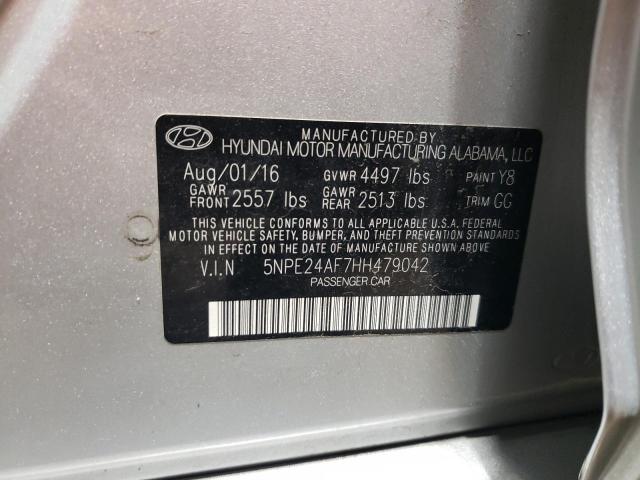 MANUFACTURED BY
HYUNDAI MOTOR MANUFACTURING ALABAMA, LLC
Aug/01/16 GVWR 4497 lbs PAINT Y8
GAWR FRONT 2557 lbs GAWR REAR 2513 lbs TRIM GG
THIS VEHICLE CONFORMS TO ALL APPLICABLE U.S.A. FEDERAL
MOTOR VEHICLE SAFETY, BUMPER, AND THEFT PREVENTION STANDARDS
IN EFFECT ON THE DATE OF MANUFACTURE SHOWN ABOVE.
V.I.N 5NPE24AF7HH479042
PASSENGER CAR